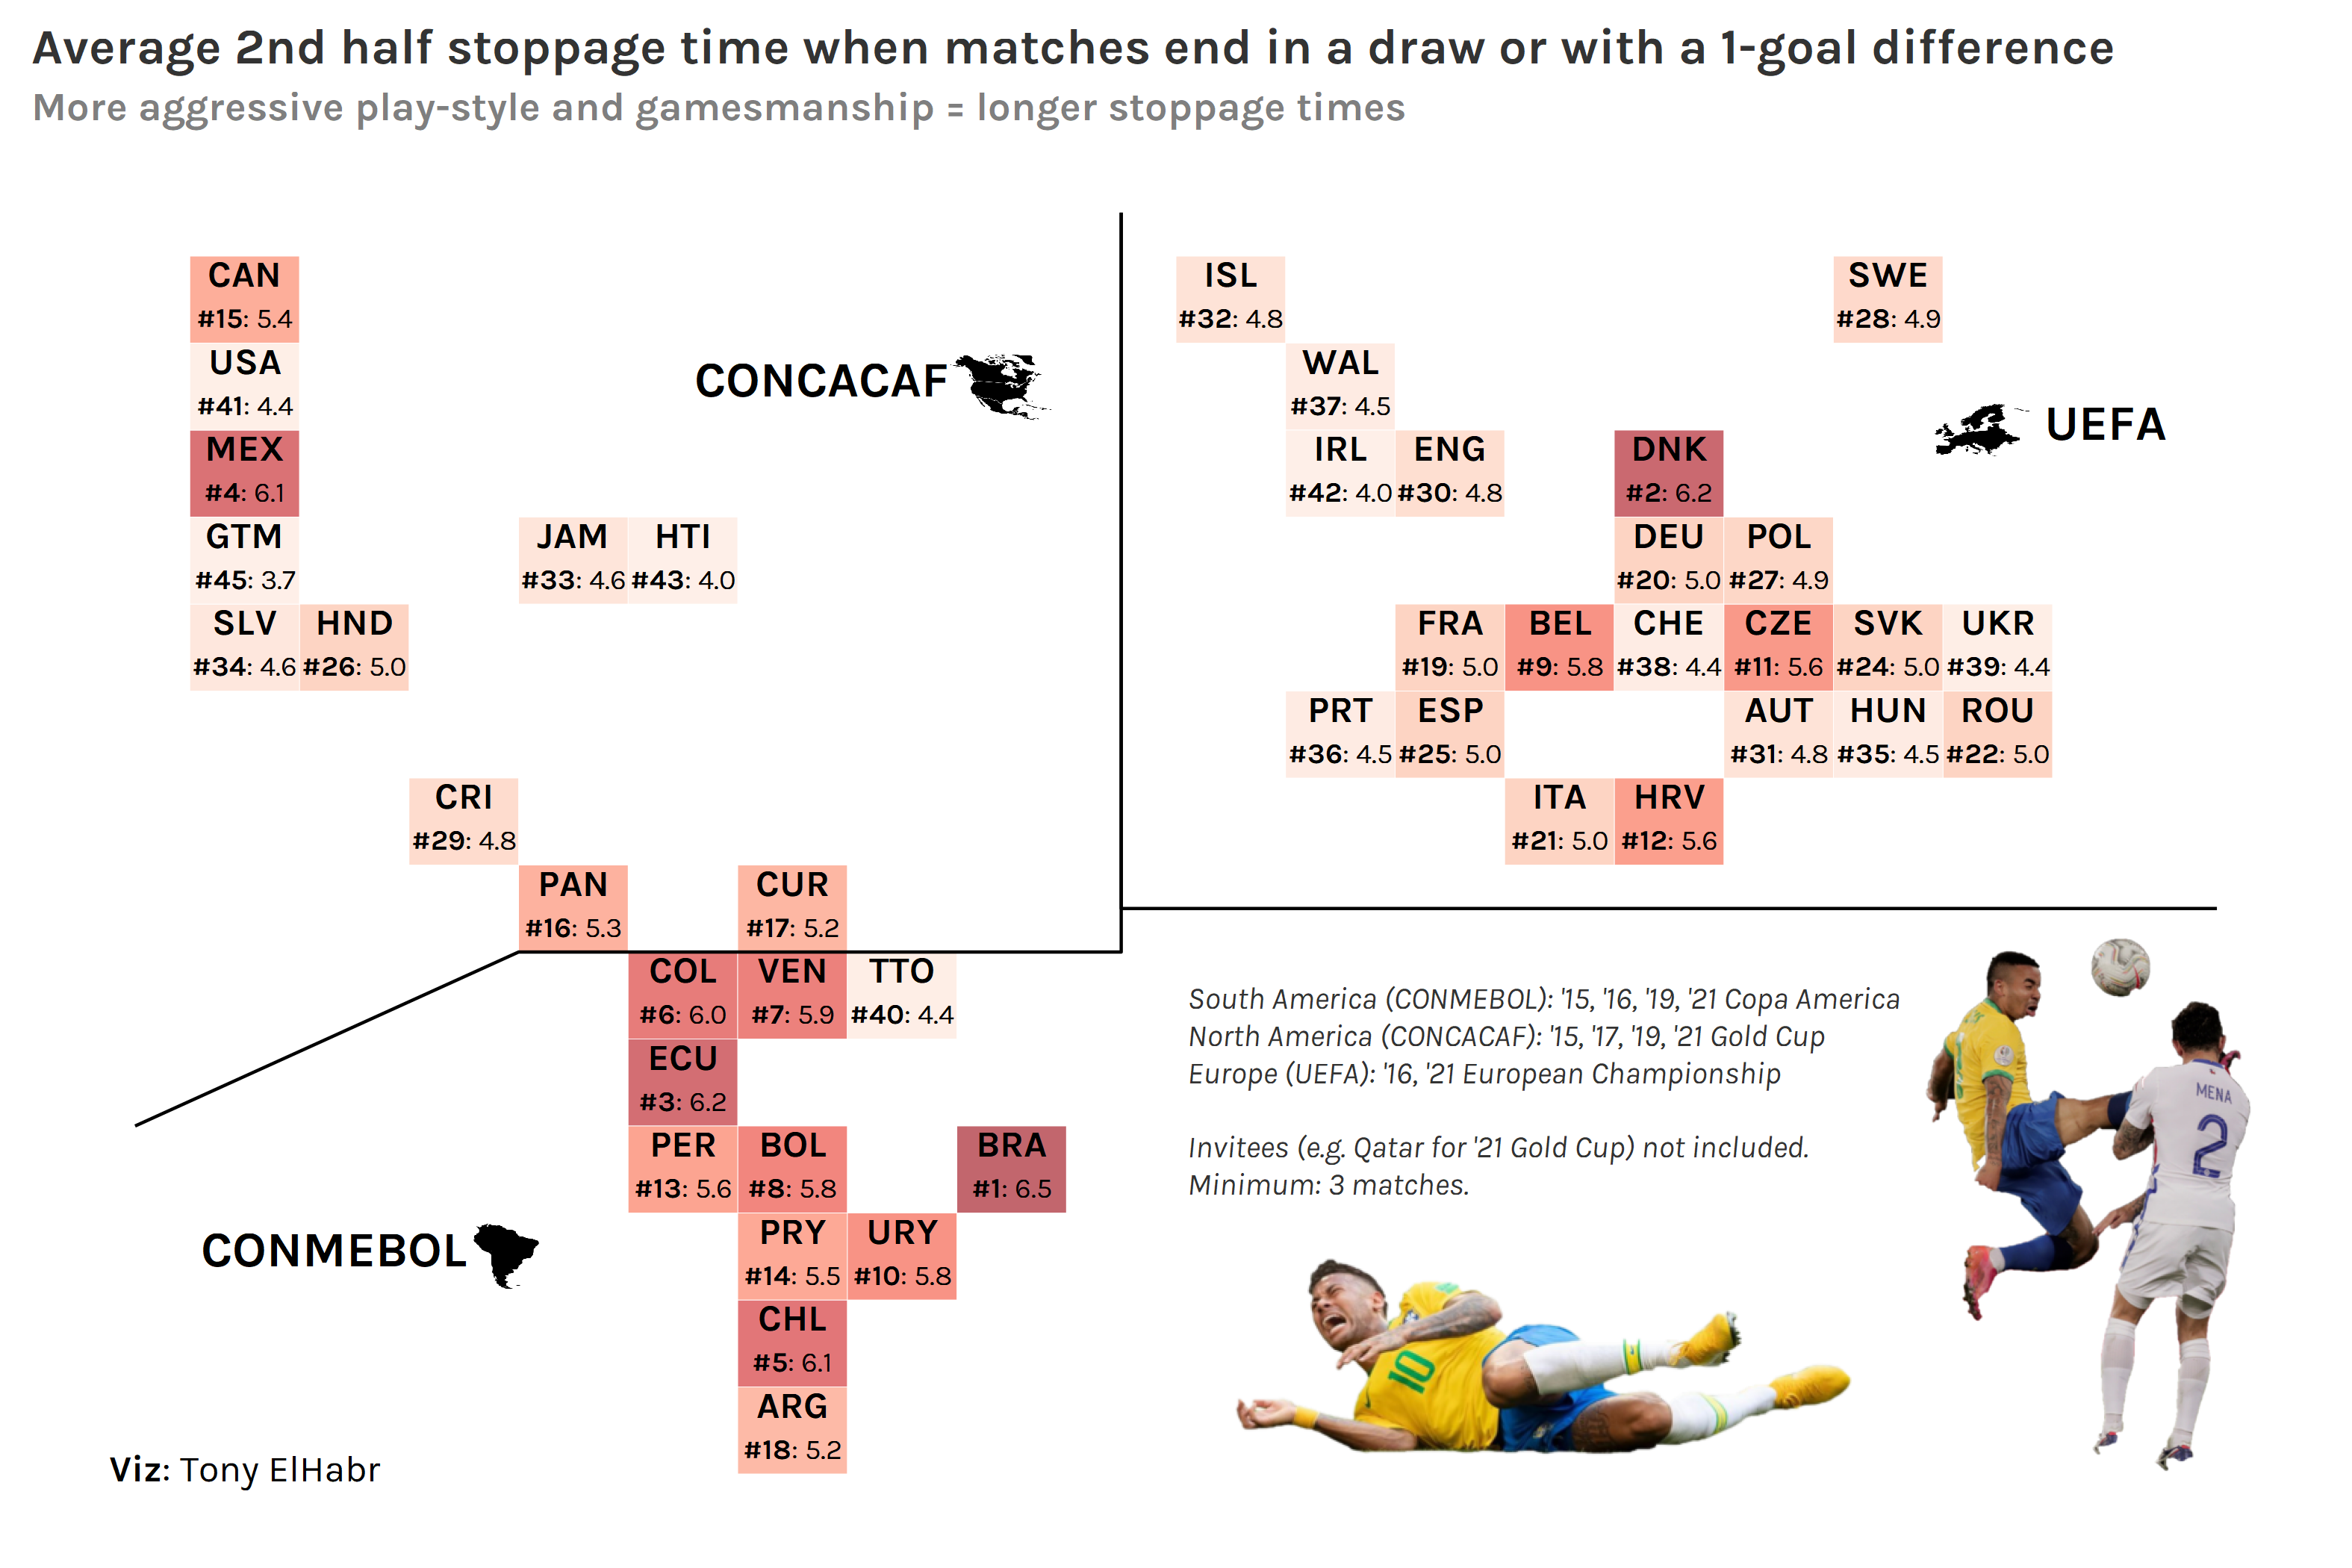 Average 2nd half stoppage time when matches end in a draw or with a 1-goal difference
More aggressive play-style and gamesmanship = longer stoppage times
CAN
#15: 5.4
USA
#41: 4.4
MEX
#4: 6.1
GTM
#45: 3.7
SLV
#34: 4.6
HND
#26: 5.0
JAM
#33: 4.6
HTI
#43: 4.0
CONCACAF
CRI
#29: 4.8
PAN
#16: 5.3
CUR
#17: 5.2
ISL
#32: 4.8
SWE
#28: 4.9
WAL
#37: 4.5
IRL
#42: 4.0
ENG
#30: 4.8
DNK
#2: 6.2
UEFA
DEU
#20: 5.0
POL
#27: 4.9
FRA
#19: 5.0
BEL
#9: 5.8
CHE
#38: 4.4
CZE
#11: 5.6
SVK
#24: 5.0
UKR
#39: 4.4
PRT
#36: 4.5
ESP
#25: 5.0
AUT
#31: 4.8
HUN
#35: 4.5
ROU
#22: 5.0
ITA
#21: 5.0
HRV
#12: 5.6
COL
#6: 6.0
VEN
#7: 5.9
TTO
#40: 4.4
ECU
#3: 6.2
PER
#13: 5.6
BOL
#8: 5.8
BRA
#1: 6.5
PRY
#14: 5.5
URY
#10: 5.8
CHL
#5: 6.1
ARG
#18: 5.2
CONMEBOL
South America (CONMEBOL): '15, '16, '19, '21 Copa America
North America (CONCACAF): '15, '17, '19, '21 Gold Cup
Europe (UEFA): '16, '21 European Championship
Invitees (e.g. Qatar for '21 Gold Cup) not included.
Minimum: 3 matches.
MENA
2
10
Viz: Tony ElHabr